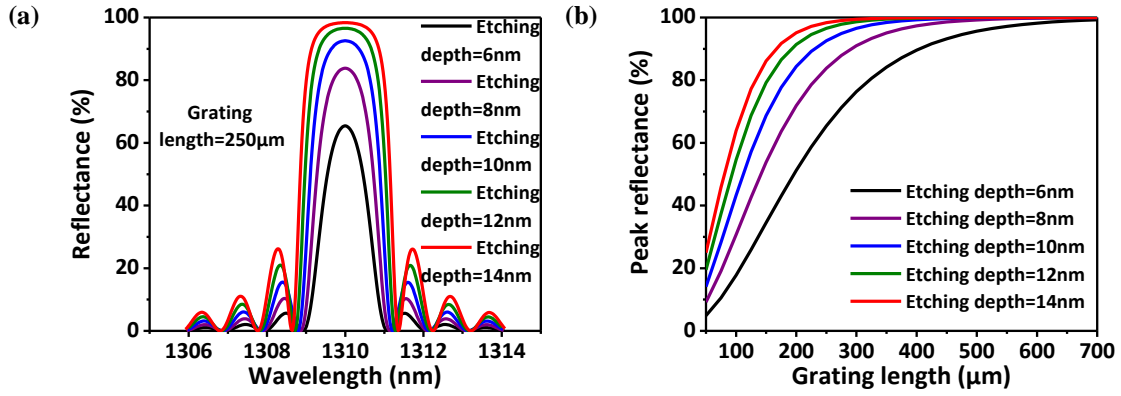 (a)
100
80
60
40
20
0
Reflectance (%)
1306
1308
1310
1312
1314
Wavelength (nm)
Grating
length=250μm
Etching
depth=6nm
Etching
depth=8nm
Etching
depth=10nm
Etching
depth=12nm
Etching
depth=14nm
(b)
100
80
60
40
20
0
Peak reflectance (%)
100
200
300
400
500
600
700
Grating length (μm)
Etching depth=6nm
Etching depth=8nm
Etching depth=10nm
Etching depth=12nm
Etching depth=14nm